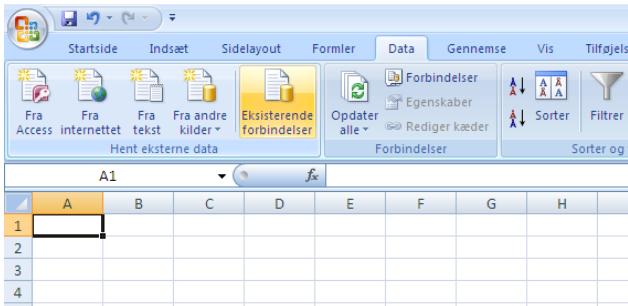 Startside Indsæt Sidelayout Formler Data Gennemse Vis Tilføjels
Fra Access
Fra internettet
Fra tekst
Fra andre kilder
Eksisterende forbindelser
Hent eksterne data
Opdater alle
Forbindelser
Egenskaber
Rediger kæder
Forbindelser
Sorter
Filtrer
Sorter og
A1 fx
A B C D E F G H
1
2
3
4